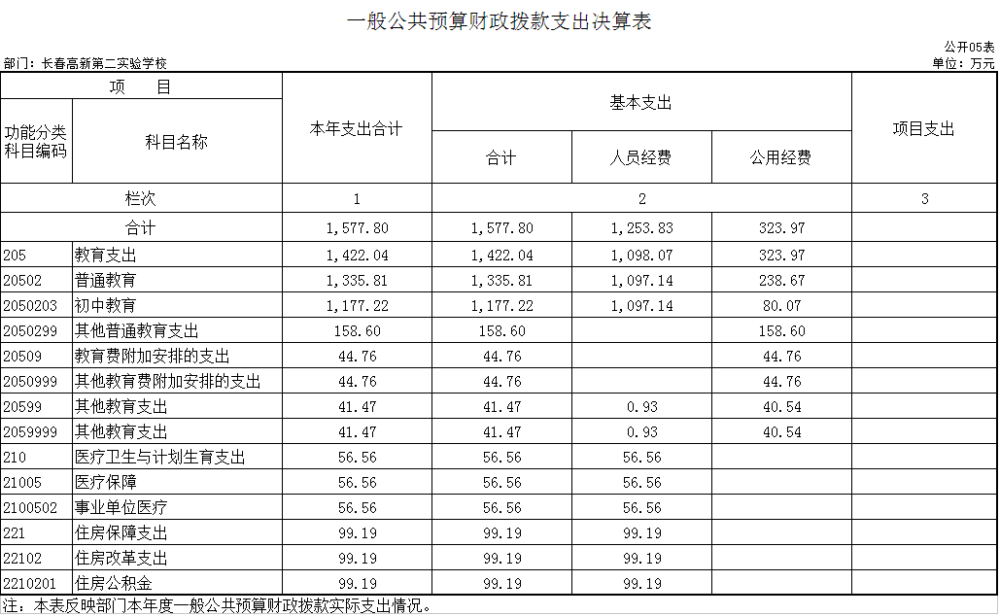 一般公共预算财政拨款支出决算表
公开05表
部门：长春高新第二实验学校 单位：万元
项 目 本年支出合计 基本支出 项目支出
功能分类科目编码 科目名称 合计 人员经费 公用经费
栏次 1 2 3
合计 1,577.80 1,577.80 1,253.83 323.97
205 教育支出 1,422.04 1,422.04 1,098.07 323.97
20502 普通教育 1,335.81 1,335.81 1,097.14 238.67
2050203 初中教育 1,177.22 1,177.22 1,097.14 80.07
2050299 其他普通教育支出 158.60 158.60 158.60
20509 教育费附加安排的支出 44.76 44.76 44.76
2050999 其他教育费附加安排的支出 44.76 44.76 44.76
20599 其他教育支出 41.47 41.47 0.93 40.54
2059999 其他教育支出 41.47 41.47 0.93 40.54
210 医疗卫生与计划生育支出 56.56 56.56 56.56
21005 医疗保障 56.56 56.56 56.56
2100502 事业单位医疗 56.56 56.56 56.56
221 住房保障支出 99.19 99.19 99.19
22102 住房改革支出 99.19 99.19 99.19
2210201 住房公积金 99.19 99.19 99.19
注：本表反映部门本年度一般公共预算财政拨款实际支出情况。